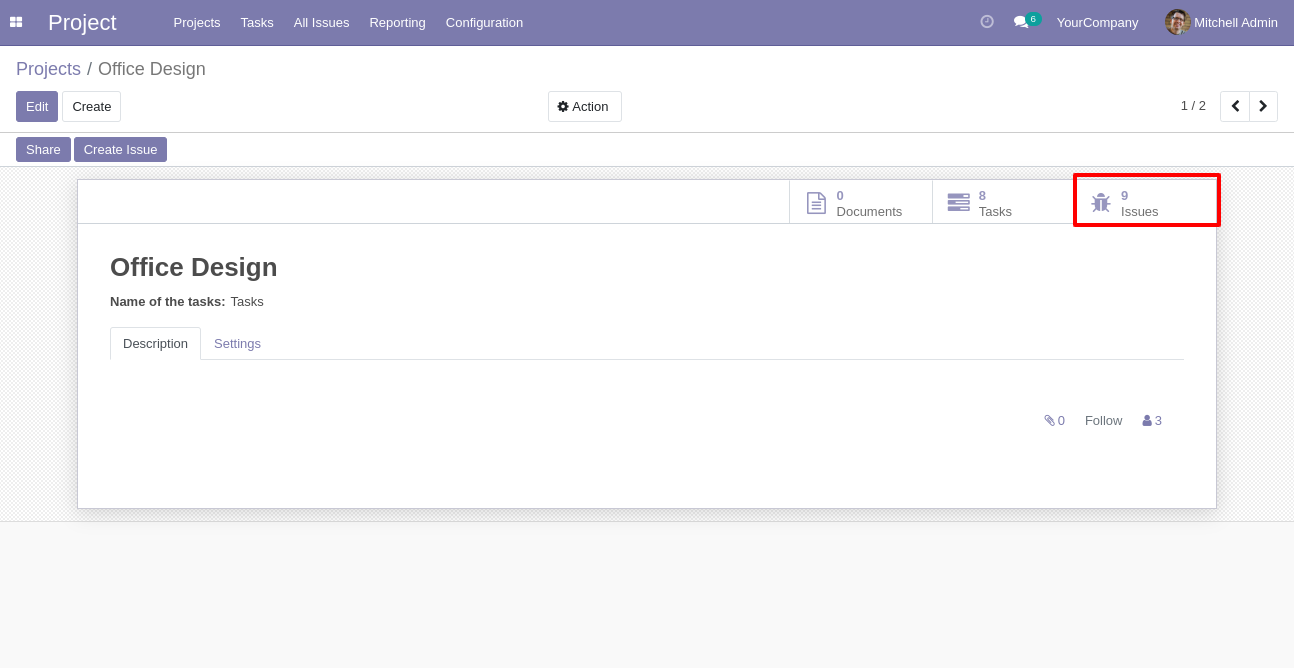 Project Projects Tasks All Issues Reporting Configuration 6 YourCompany Mitchell Admin
Projects / Office Design
Edit Create Action 1 / 2
Share Create Issue
0 Documents 8 Tasks 9 Issues
Office Design
Name of the tasks: Tasks
Description Settings
0 Follow 3